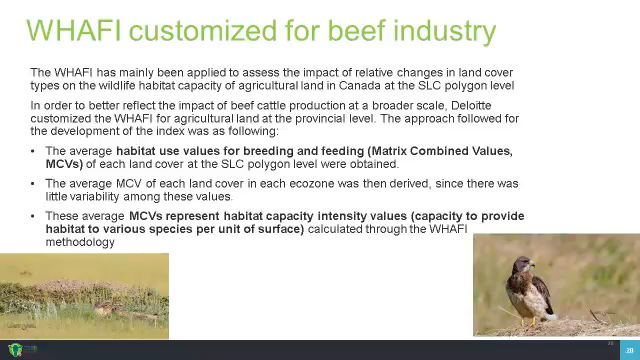 WHAFI customized for beef industry
The WHAFI has mainly been applied to assess the impact of relative changes in land cover
types on the wildlife habitat capacity of agricultural land in Canada at the SLC polygon level
In order to better reflect the impact of beef cattle production at a broader scale, Deloitte
customized the WHAFI for agricultural land at the provincial level. The approach followed for
the development of the index was as following:
• The average habitat use values for breeding and feeding (Matrix Combined Values,
MCVs) of each land cover at the SLC polygon level were obtained.
• The average MCV of each land cover in each ecozone was then derived, since there was
little variability among these values.
• These average MCVs represent habitat capacity intensity values (capacity to provide
habitat to various species per unit of surface) calculated through the WHAFI
methodology
28
28